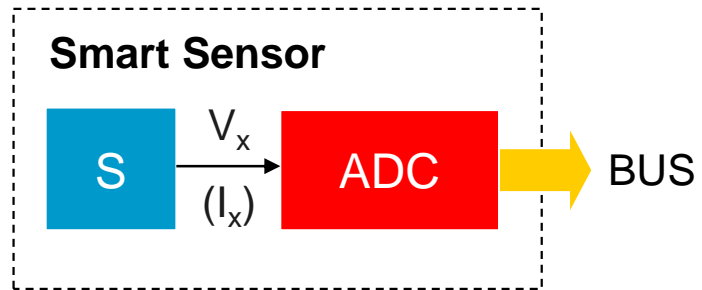 Smart Sensor
S
Vₓ
(Iₓ)
ADC
BUS